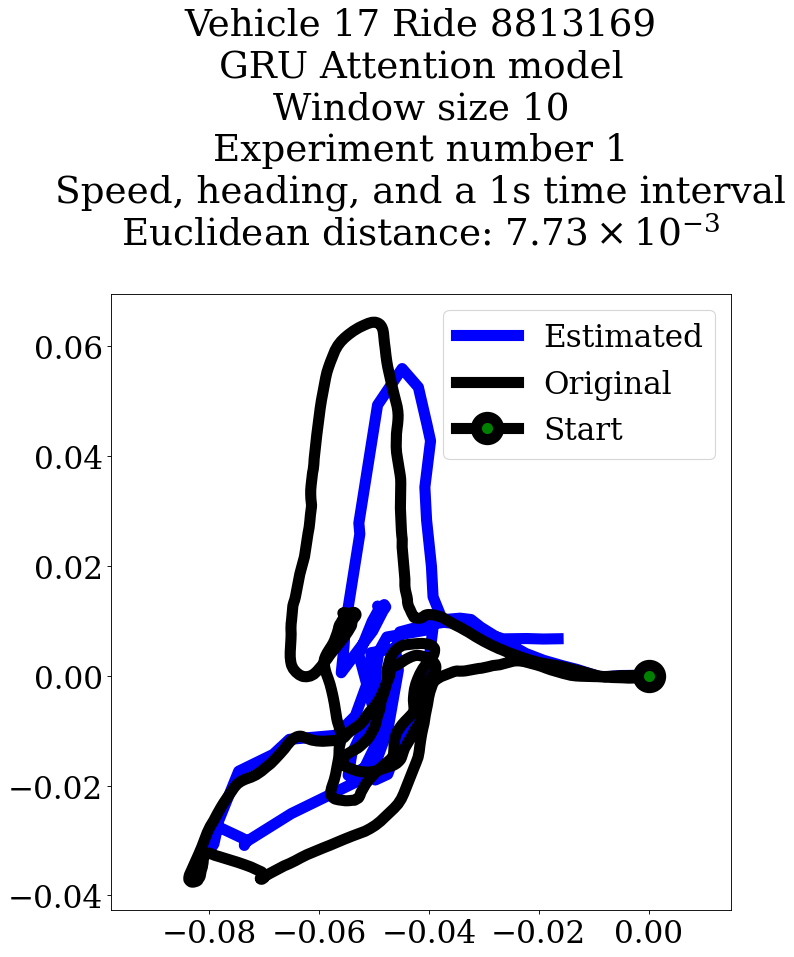 Vehicle 17 Ride 8813169
GRU Attention model
Window size 10
Experiment number 1
Speed, heading, and a 1s time interval
Euclidean distance: 7.73 × 10⁻³
Estimated
Original
Start
0.06
0.04
0.02
0.00
−0.02
−0.04
−0.08 −0.06 −0.04 −0.02 0.00